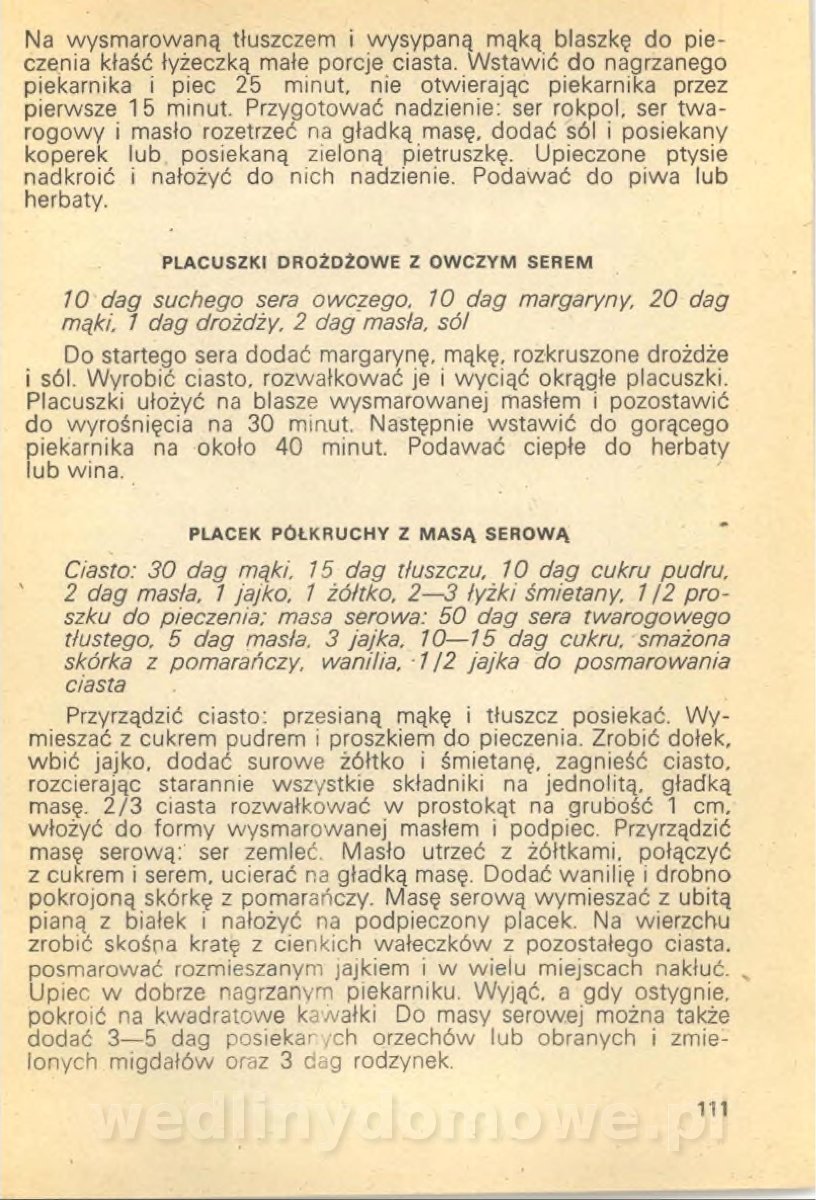 Na wysmarowaną tłuszczem i wysypaną mąką blaszkę do pie-
czenia kłaść łyżeczką małe porcje ciasta. Wstawić do nagrzanego
piekarnika i piec 25 minut, nie otwierając piekarnika przez
pierwsze 15 minut. Przygotować nadzienie: ser rokpol, ser twa-
rogowy i masło rozetrzeć na gładką masę, dodać sól i posiekany
koperek lub posiekaną zieloną pietruszkę. Upieczone ptysie
nadkroić i nałożyć do nich nadzienie. Podawać do piwa lub
herbaty.
PLACUSZKI DROŻDŻOWE Z OWCZYM SEREM
10 dag suchego sera owczego, 10 dag margaryny, 20 dag
mąki, 1 dag drożdży, 2 dag masła, sól
Do startego sera dodać margarynę, mąkę, rozkruszone drożdże
i sól. Wyrobić ciasto, rozwałkować je i wyciąć okrągłe placuszki.
Placuszki ułożyć na blasze wysmarowanej masłem i pozostawić
do wyrośnięcia na 30 minut. Następnie wstawić do gorącego
piekarnika na około 40 minut. Podawać ciepłe do herbaty
lub wina.
PLACEK PÓŁKRUCHY Z MASĄ SEROWĄ
Ciasto: 30 dag mąki, 15 dag tłuszczu, 10 dag cukru pudru,
2 dag masła, 1 jajko, 1 żółtko, 2—3 łyżki śmietany, 1/2 pro-
szku do pieczenia; masa serowa: 50 dag sera twarogowego
tłustego, 5 dag masła, 3 jajka, 10—15 dag cukru, smażona
skórka z pomarańczy, wanilia, 1/2 jajka do posmarowania
ciasta
Przyrządzić ciasto: przesianą mąkę i tłuszcz posiekać. Wy-
mieszać z cukrem pudrem i proszkiem do pieczenia. Zrobić dołek,
wbić jajko, dodać surowe żółtko i śmietanę, zagnieść ciasto,
rozcierając starannie wszystkie składniki na jednolitą, gładką
masę. 2/3 ciasta rozwałkować w prostokąt na grubość 1 cm,
włożyć do formy wysmarowanej masłem i podpiec. Przyrządzić
masę serową: ser zemleć. Masło utrzeć z żółtkami, połączyć
z cukrem i serem, ucierać na gładką masę. Dodać wanilię i drobno
pokrojoną skórkę z pomarańczy. Masę serową wymieszać z ubitą
pianą z białek i nałożyć na podpieczony placek. Na wierzchu
zrobić skośna kratę z cienkich wałeczków z pozostałego ciasta,
posmarować rozmieszanym jajkiem i w wielu miejscach nakłuć.
Upiec w dobrze nagrzanym piekarniku. Wyjąć, a gdy ostygnie,
pokroić na kwadratowe kawałki Do masy serowej można także
dodać 3—5 dag posiekanych orzechów lub obranych i zmie-
lonych migdałów oraz 3 dag rodzynek.
111
wedlinydomowe.pl